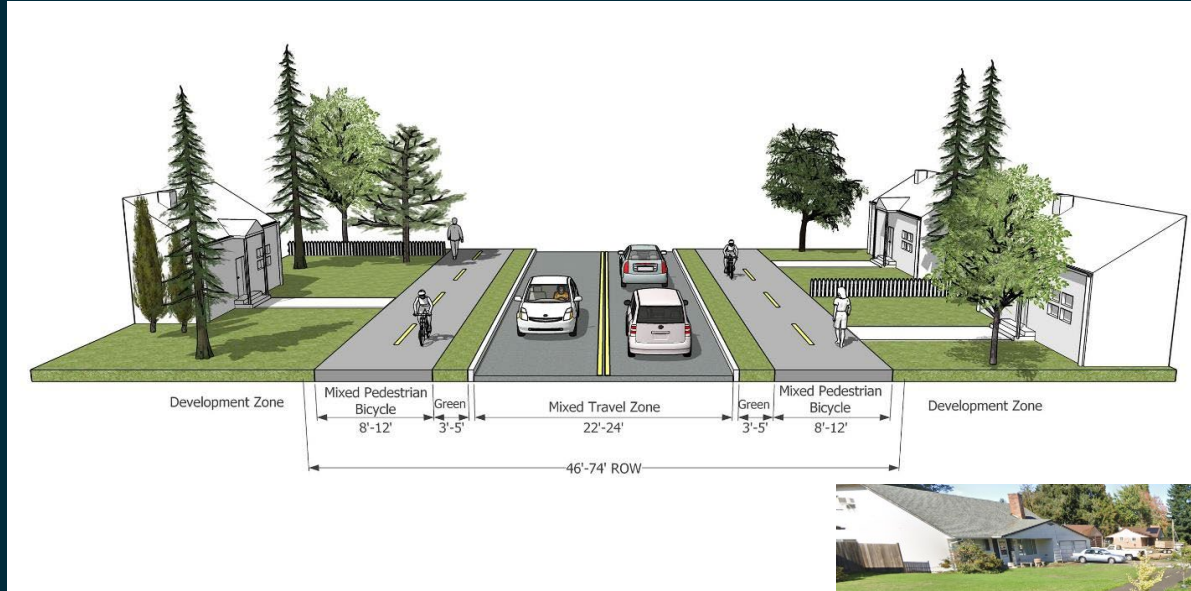 Development Zone
Mixed Pedestrian
Bicycle
8'-12'
Green
3'-5'
Mixed Travel Zone
22'-24'
Green
3'-5'
Mixed Pedestrian
Bicycle
8'-12'
Development Zone
46'-74' ROW